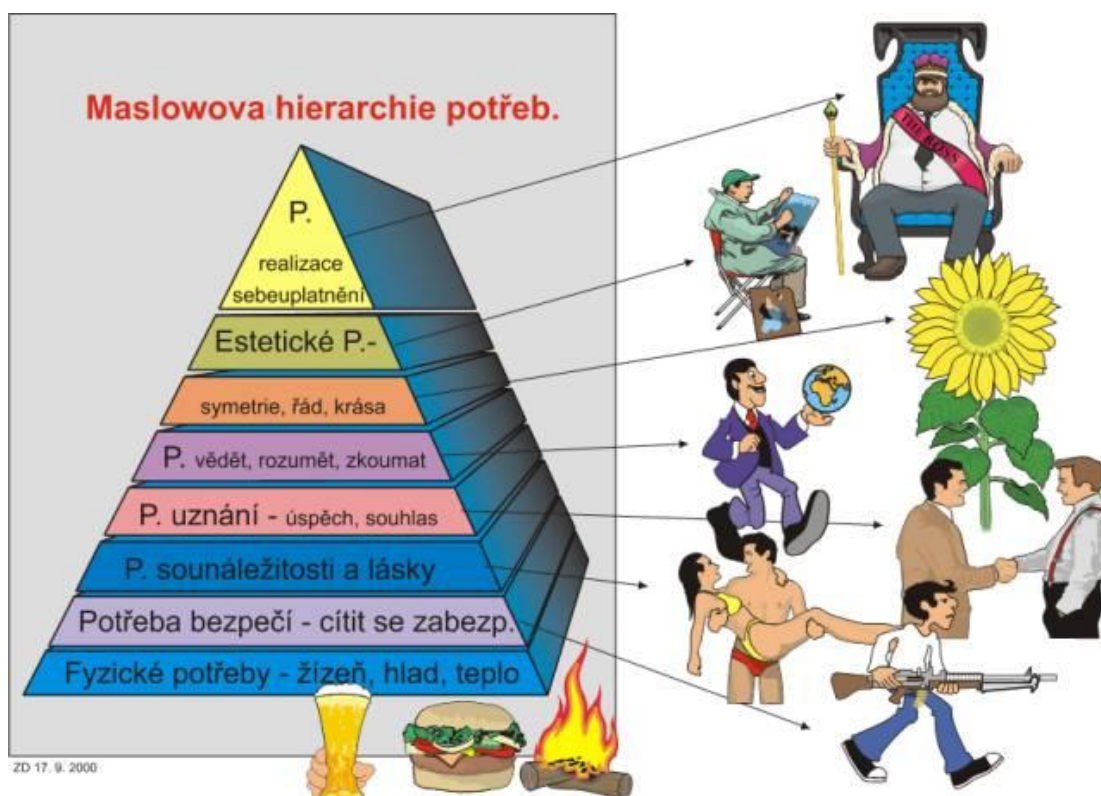 Maslowova hierarchie potřeb.
THE BOSS
P.
realizace
sebeuplatnění
Estetické P.-
symetrie, řád, krása
P. vědět, rozumět, zkoumat
P. uznání - úspěch, souhlas
P. sounáležitosti a lásky
Potřeba bezpečí - cítit se zabezp.
Fyzické potřeby - žízeň, hlad, teplo
ZD 17. 9. 2000